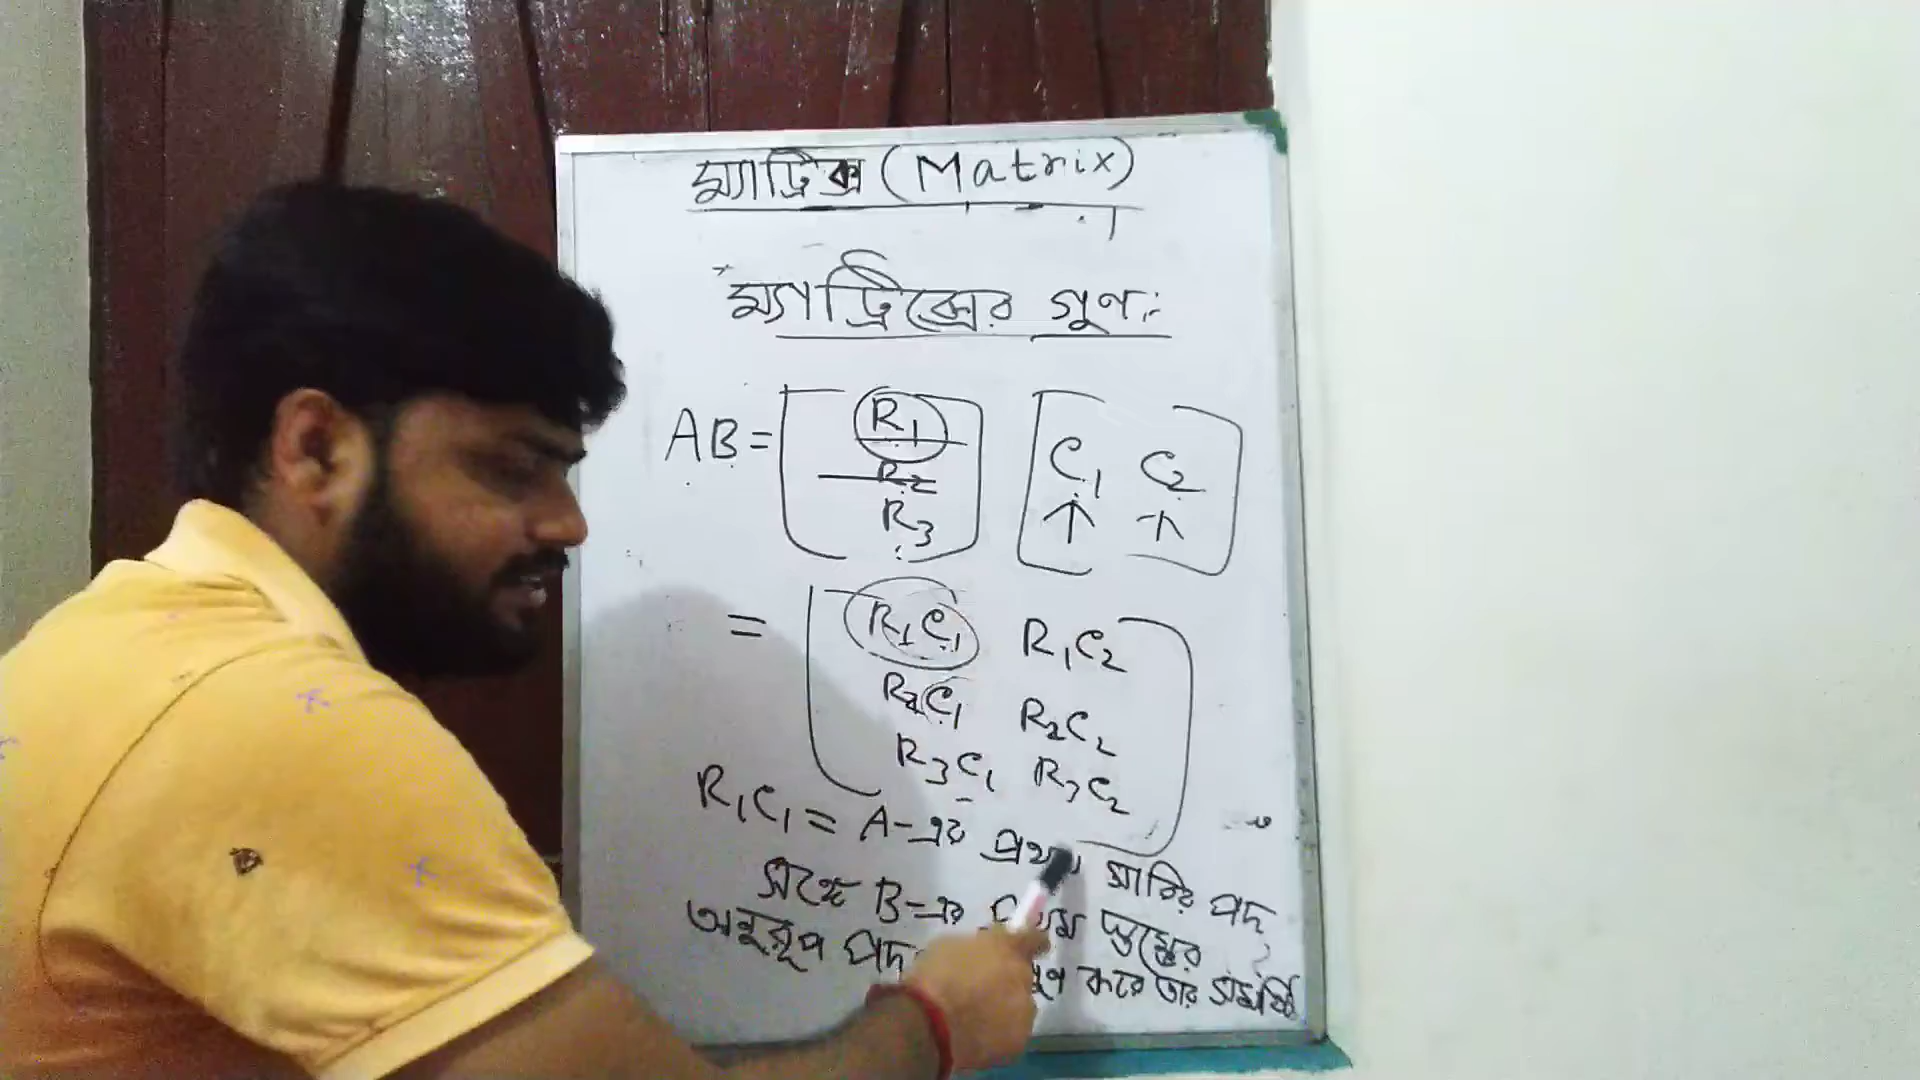 ম্যাট্রিক্স (Matrix)
ম্যাট্রিক্সের গুণ :-
AB = [ R₁ C₁ C₂
R₂
R₃ ]
= [ R₁C₁ R₁C₂
R₂C₁ R₂C₂
R₃C₁ R₃C₂ ]
R₁C₁ = A-এর প্রথম সারির পদ
সঙ্গে B-এর প্রথম স্তম্ভের
অনুরূপ পদ গুণ করে তার সমষ্টি